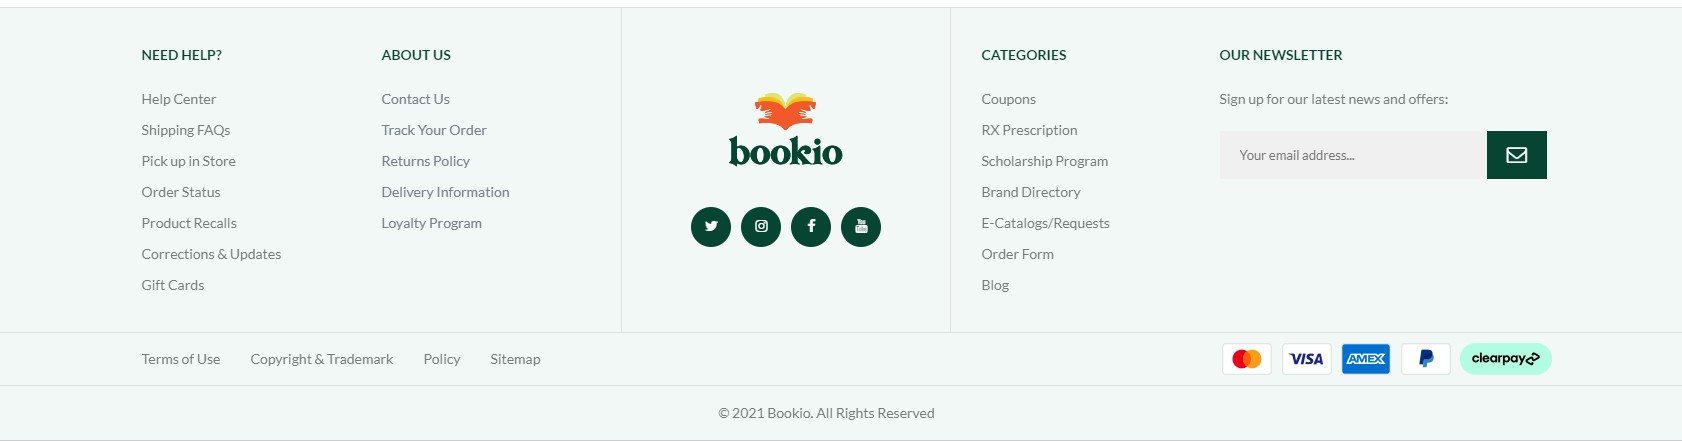 NEED HELP?
Help Center
Shipping FAQs
Pick up in Store
Order Status
Product Recalls
Corrections & Updates
Gift Cards
ABOUT US
Contact Us
Track Your Order
Returns Policy
Delivery Information
Loyalty Program
bookio
You
Tube
CATEGORIES
Coupons
RX Prescription
Scholarship Program
Brand Directory
E-Catalogs/Requests
Order Form
Blog
OUR NEWSLETTER
Sign up for our latest news and offers:
Your email address...
Terms of Use Copyright & Trademark Policy Sitemap
VISA AMEX clearpay
© 2021 Bookio. All Rights Reserved